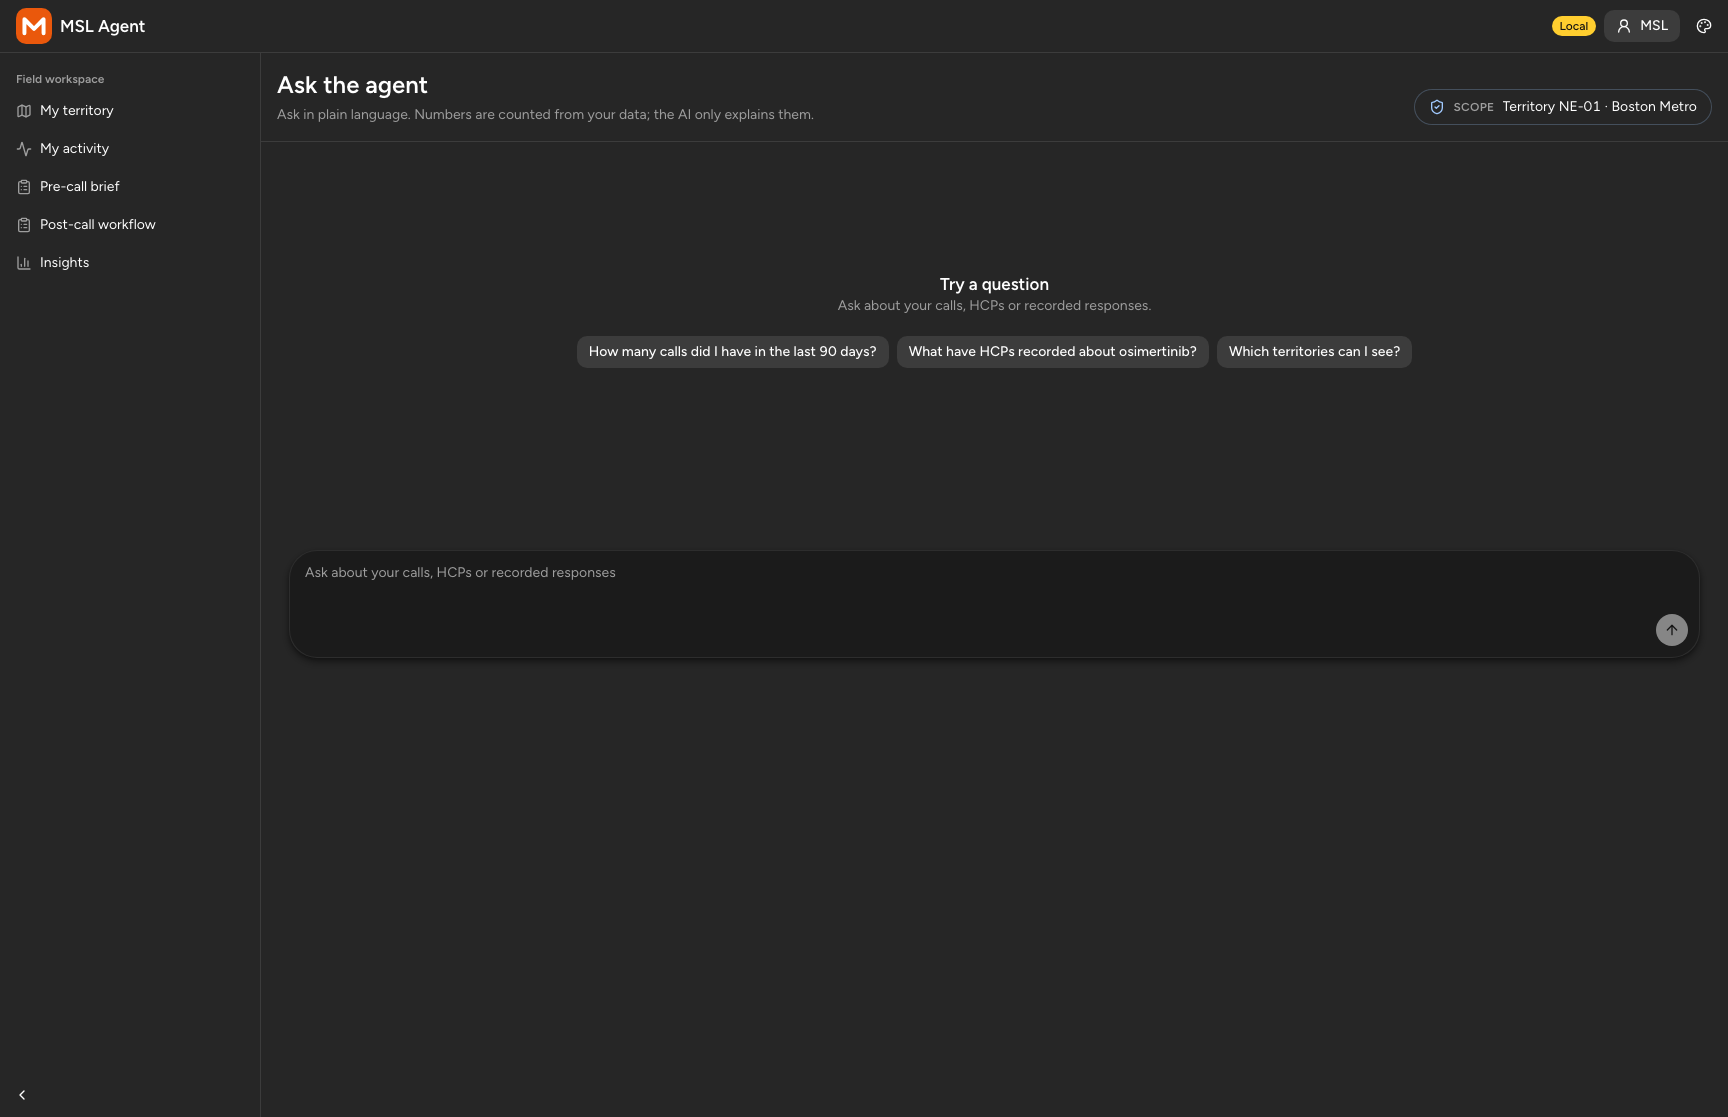 MSL Agent
Local
MSL
Field workspace
My territory
My activity
Pre-call brief
Post-call workflow
Insights
Ask the agent
Ask in plain language. Numbers are counted from your data; the AI only explains them.
SCOPE Territory NE-01 · Boston Metro
Try a question
Ask about your calls, HCPs or recorded responses.
How many calls did I have in the last 90 days?
What have HCPs recorded about osimertinib?
Which territories can I see?
Ask about your calls, HCPs or recorded responses